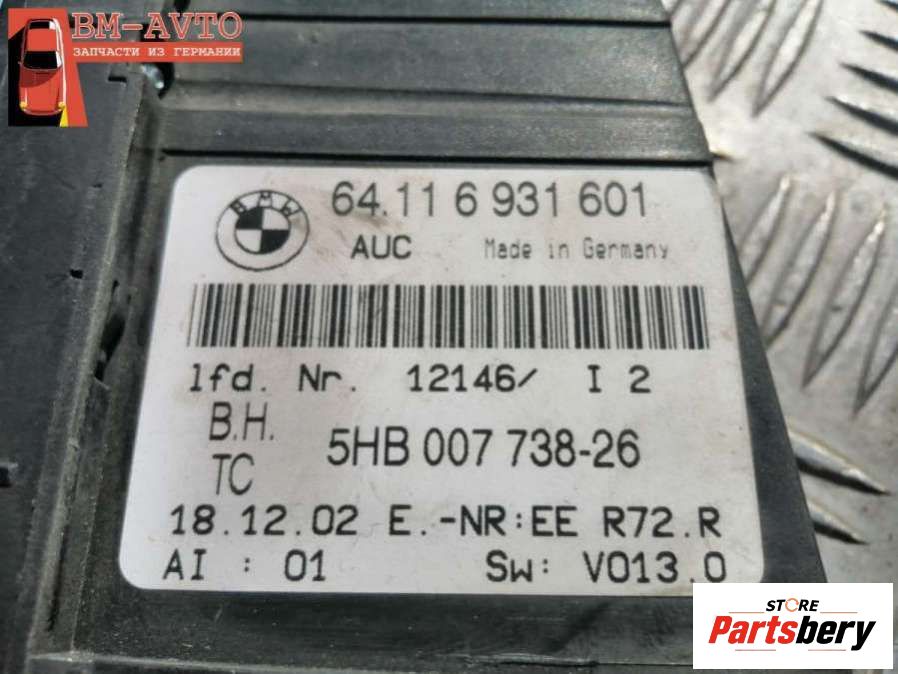 BM-AVTO
ЗАПЧАСТИ ИЗ ГЕРМАНИИ
BMW
64.11 6 931 601
AUC Made in Germany
lfd. Nr. 12146/ I 2
B.H.
TC
5HB 007 738-26
18.12.02 E.-NR:EE R72.R
AI : 01 Sw: V013.0
STORE
Partsbery